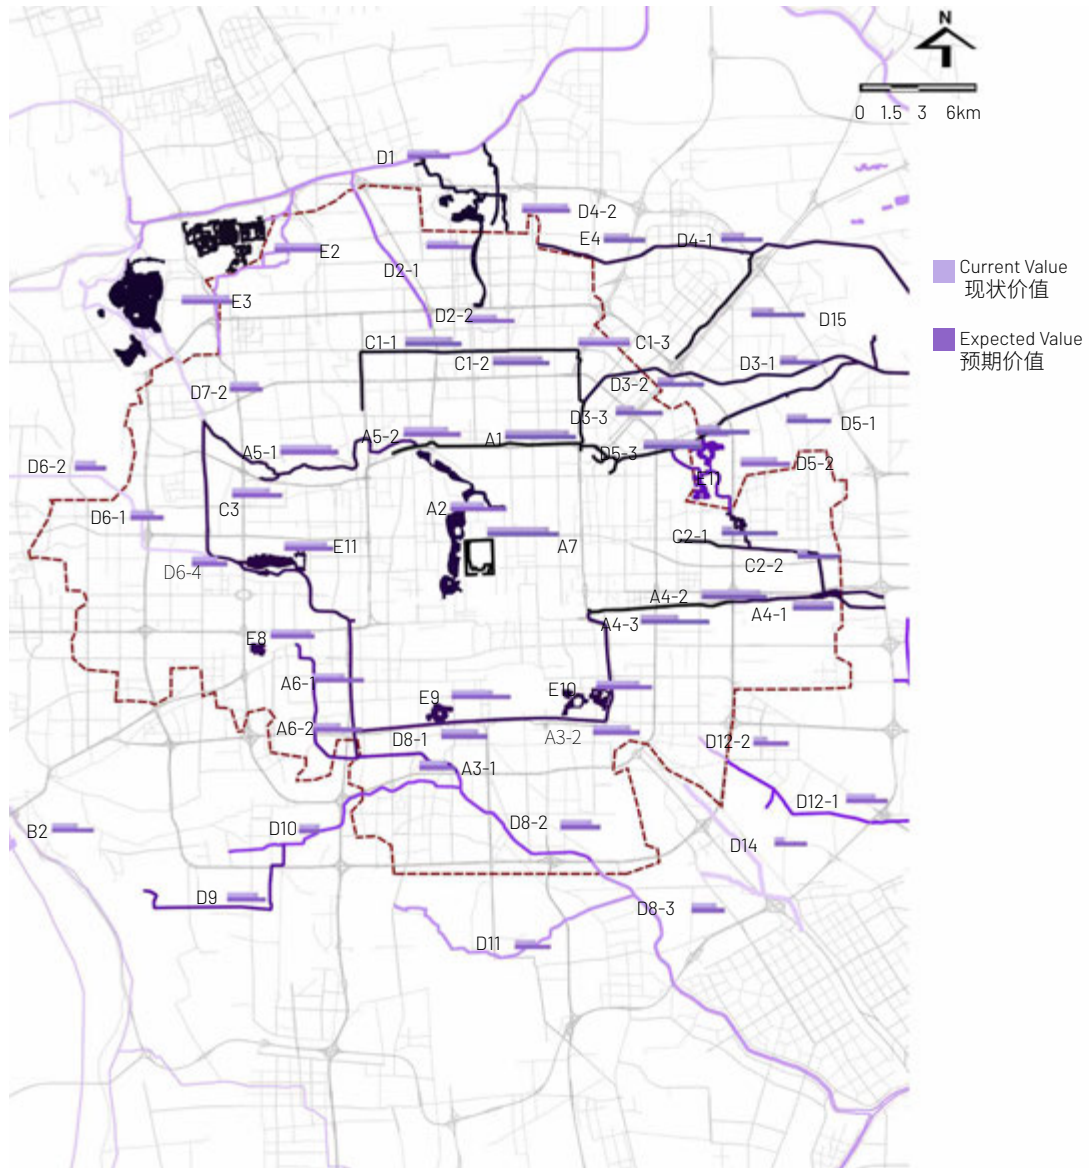 N
0 1.5 3 6km
D1
D4-2
E4
D4-1
E2
D2-1
Current Value
现状价值
E3
D2-2
D15
Expected Value
预期价值
C1-1
C1-3
C1-2
D3-1
D3-2
D7-2
D3-3
D5-1
A5-2
A1
A5-1
D5-3
D6-2
D5-2
E1
C3
A2
D6-1
C2-1
A7
E11
C2-2
D6-4
A4-2
A4-1
A4-3
E8
A6-1
E9
E10
A6-2
D8-1
A3-2
D12-2
A3-1
D12-1
B2
D10
D8-2
D14
D9
D8-3
D11